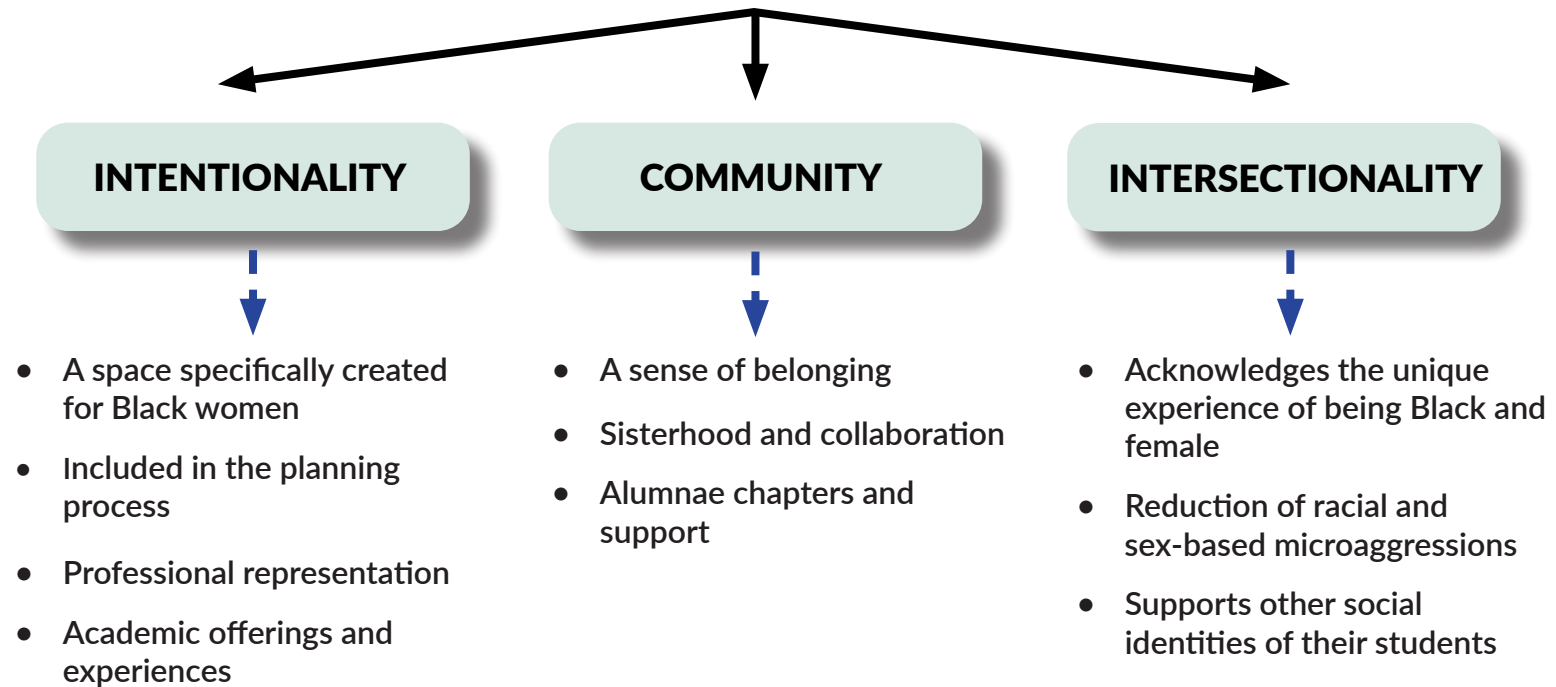 INTENTIONALITY
• A space specifically created
for Black women
• Included in the planning
process
• Professional representation
• Academic offerings and
experiences
COMMUNITY
• A sense of belonging
• Sisterhood and collaboration
• Alumnae chapters and
support
INTERSECTIONALITY
• Acknowledges the unique
experience of being Black and
female
• Reduction of racial and
sex-based microaggressions
• Supports other social
identities of their students